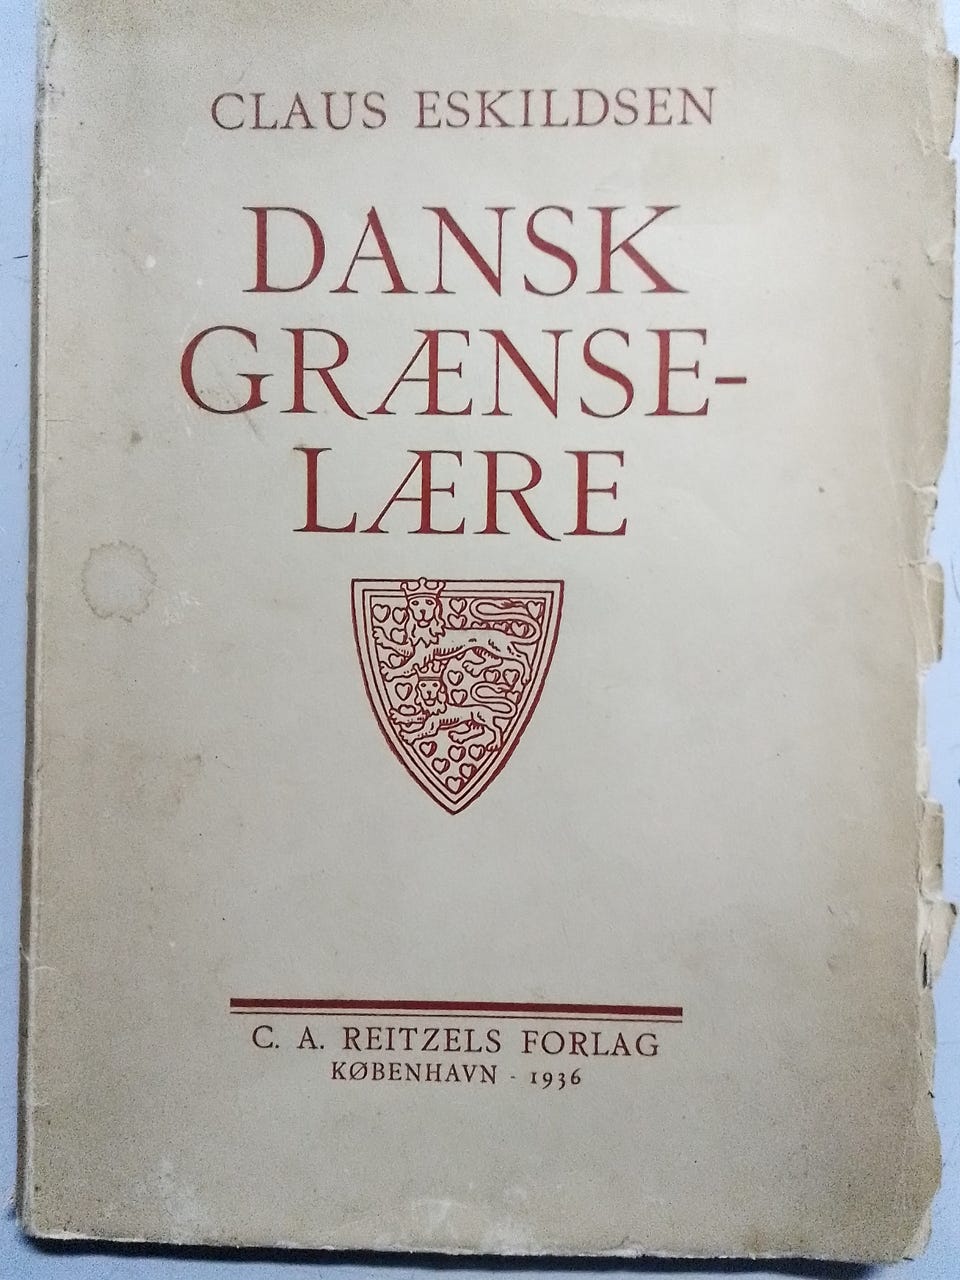 CLAUS ESKILDSEN
DANSK
GRÆNSE-
LÆRE
C. A. REITZELS FORLAG
KØBENHAVN - 1936